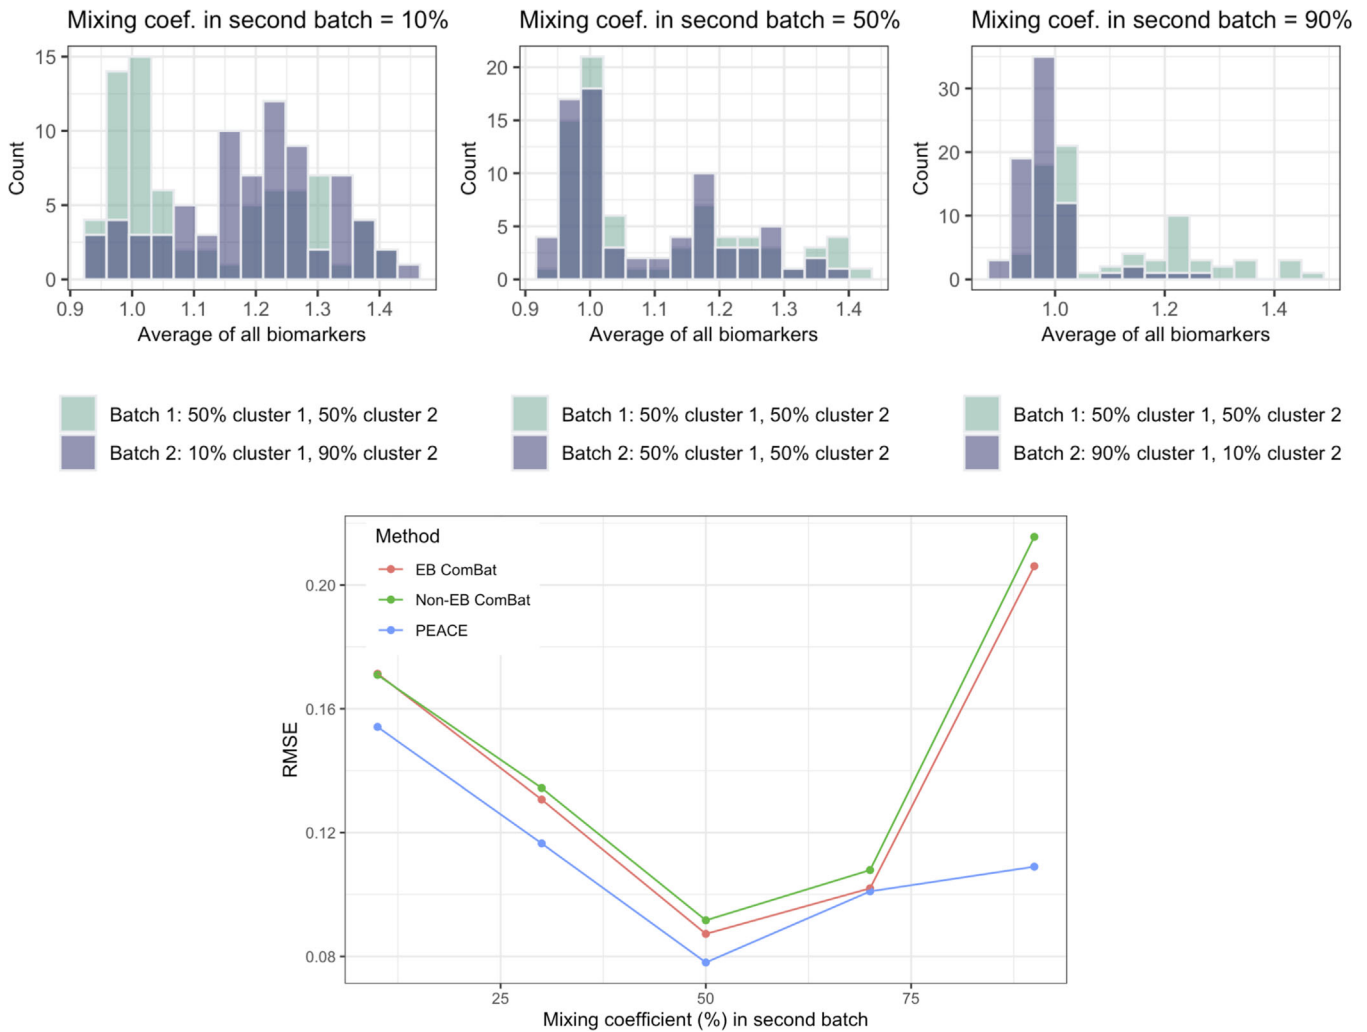 Mixing coef. in second batch = 10%
Mixing coef. in second batch = 50%
Mixing coef. in second batch = 90%
15
10
5
0
Count
0.9 1.0 1.1 1.2 1.3 1.4
Average of all biomarkers
20
15
10
5
0
Count
1.0 1.1 1.2 1.3 1.4
Average of all biomarkers
30
20
10
0
Count
1.0 1.2 1.4
Average of all biomarkers
Batch 1: 50% cluster 1, 50% cluster 2
Batch 2: 10% cluster 1, 90% cluster 2
Batch 1: 50% cluster 1, 50% cluster 2
Batch 2: 50% cluster 1, 50% cluster 2
Batch 1: 50% cluster 1, 50% cluster 2
Batch 2: 90% cluster 1, 10% cluster 2
Method
EB ComBat
Non-EB ComBat
PEACE
0.20
0.16
0.12
0.08
RMSE
25 50 75
Mixing coefficient (%) in second batch